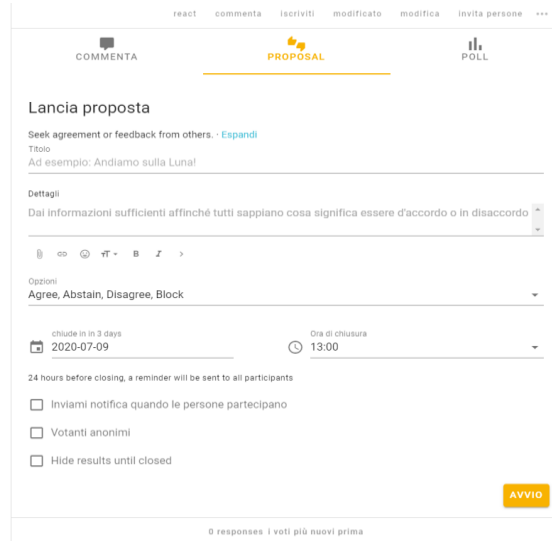 react commenta iscriviti modificato modifica invita persone ...
COMMENTA PROPOSAL POLL
Lancia proposta
Seek agreement or feedback from others. · Espandi
Titolo
Ad esempio: Andiamo sulla Luna!
Dettagli
Dai informazioni sufficienti affinché tutti sappiano cosa significa essere d'accordo o in disaccordo
B I
Opzioni
Agree, Abstain, Disagree, Block
chiude in in 3 days Ora di chiusura
2020-07-09 13:00
24 hours before closing, a reminder will be sent to all participants
Inviami notifica quando le persone partecipano
Votanti anonimi
Hide results until closed
AVVIO
0 responses i voti più nuovi prima